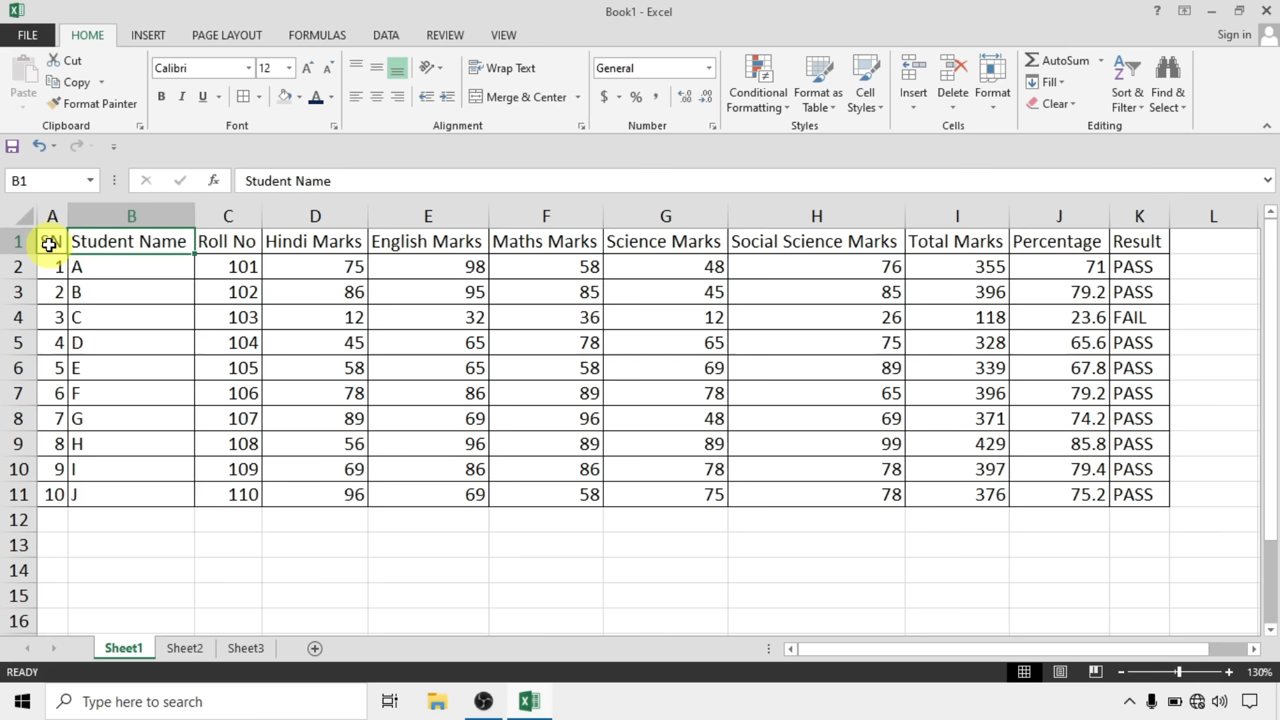 Book1 - Excel
?
FILE HOME INSERT PAGE LAYOUT FORMULAS DATA REVIEW VIEW Sign in
Paste Cut Copy Format Painter Clipboard
Calibri 12 A A B I U A Font
Wrap Text Merge & Center Alignment
General $ % , Number
Conditional Formatting Format as Table Cell Styles Styles
Insert Delete Format Cells
AutoSum Fill Clear Sort & Filter Find & Select Editing
B1 fx Student Name
A B C D E F G H I J K L
1 SN Student Name Roll No Hindi Marks English Marks Maths Marks Science Marks Social Science Marks Total Marks Percentage Result
2 1 A 101 75 98 58 48 76 355 71 PASS
3 2 B 102 86 95 85 45 85 396 79.2 PASS
4 3 C 103 12 32 36 12 26 118 23.6 FAIL
5 4 D 104 45 65 78 65 75 328 65.6 PASS
6 5 E 105 58 65 58 69 89 339 67.8 PASS
7 6 F 106 78 86 89 78 65 396 79.2 PASS
8 7 G 107 89 69 96 48 69 371 74.2 PASS
9 8 H 108 56 96 89 89 99 429 85.8 PASS
10 9 I 109 69 86 86 78 78 397 79.4 PASS
11 10 J 110 96 69 58 75 78 376 75.2 PASS
12
13
14
15
16
Sheet1 Sheet2 Sheet3
READY 130%
Type here to search